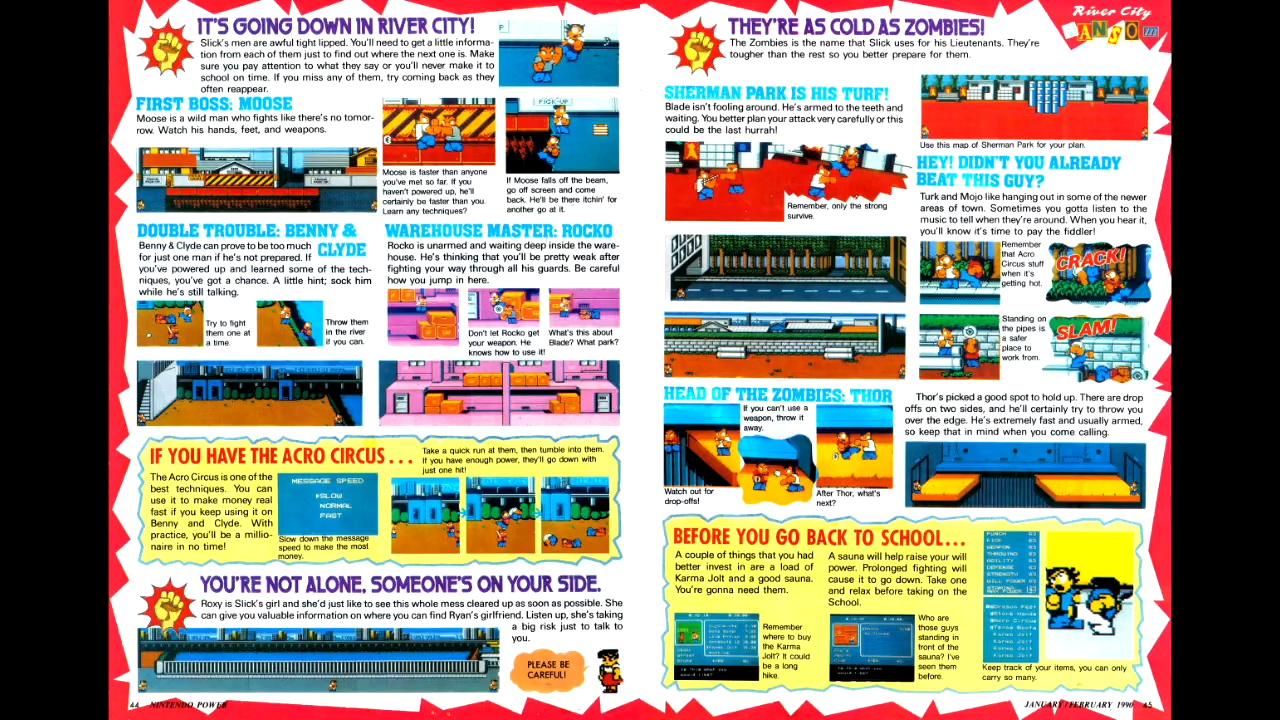 IT'S GOING DOWN IN RIVER CITY!
Slick's men are awful tight lipped. You'll need to get a little informa-
tion from each of them just to find out where the next one is. Make
sure you pay attention to what they say or you'll never make it to
school on time. If you miss any of them, try coming back as they
often reappear.
FIRST BOSS: MOOSE
Moose is a wild man who fights like there's no tomor-
row. Watch his hands, feet, and weapons.
PICK-UP
Moose is faster than anyone
you've met so far. If you
haven't powered up, he'll
certainly be faster than you.
Learn any techniques?
If Moose falls off the beam,
go off screen and come
back. He'll be there itchin' for
another go at it.
DOUBLE TROUBLE: BENNY &
CLYDE
Benny & Clyde can prove to be too much
for just one man if he's not prepared. If
you've powered up and learned some of the tech-
niques, you've got a chance. A little hint; sock him
while he's still talking.
Try to fight
them one at
a time.
Throw them
in the river
if you can.
WAREHOUSE MASTER: ROCKO
Rocko is unarmed and waiting deep inside the ware-
house. He's thinking that you'll be pretty weak after
fighting your way through all his guards. Be careful
how you jump in here.
Don't let Rocko get
your weapon. He
knows how to use it!
What's this about
Blade? What park?
IF YOU HAVE THE ACRO CIRCUS...
Take a quick run at them, then tumble into them.
If you have enough power, they'll go down with
just one hit!
The Acro Circus is one of the
best techniques. You can
use it to make money real
fast if you keep using it on
Benny and Clyde. With
practice, you'll be a millio-
naire in no time!
MESSAGE SPEED
SLOW
NORMAL
FAST
Slow down the message
speed to make the most
money.
YOU'RE NOT ALONE, SOMEONE'S ON YOUR SIDE.
Roxy is Slick's girl and she'd just like to see this whole mess cleared up as soon as possible. She
can give you valuable information on where you can find Ryan's girlfriend. Listen up, she's taking
a big risk just to talk to
you.
PLEASE BE
CAREFUL!
44 NINTENDO POWER
River City
RANSOM
THEY'RE AS COLD AS ZOMBIES!
The Zombies is the name that Slick uses for his Lieutenants. They're
tougher than the rest so you better prepare for them.
SHERMAN PARK IS HIS TURF!
Blade isn't fooling around. He's armed to the teeth and
waiting. You better plan your attack very carefully or this
could be the last hurrah!
Remember, only the strong
survive.
Use this map of Sherman Park for your plan.
HEY! DIDN'T YOU ALREADY
BEAT THIS GUY?
Turk and Mojo like hanging out in some of the newer
areas of town. Sometimes you gotta listen to the
music to tell when they're around. When you hear it,
you'll know it's time to pay the fiddler!
Remember
that Acro
Circus stuff
when it's
getting hot.
CRACK!
Standing on
the pipes is
a safer
place to
work from.
SLAM!
HEAD OF THE ZOMBIES: THOR
If you can't use a
weapon, throw it
away.
Watch out for
drop-offs!
After Thor, what's
next?
Thor's picked a good spot to hold up. There are drop
offs on two sides, and he'll certainly try to throw you
over the edge. He's extremely fast and usually armed,
so keep that in mind when you come calling.
BEFORE YOU GO BACK TO SCHOOL...
A couple of things that you had
better invest in are a load of
Karma Jolt and a good sauna.
You're gonna need them.
A sauna will help raise your will
power. Prolonged fighting will
cause it to go down. Take one
and relax before taking on the
School.
Remember
where to buy
the Karma
Jolt? It could
be a long
hike.
Who are
those guys
standing in
front of the
sauna? I've
seen them
before.
PUNCH 63
KICK 63
WEAPON 63
THROWING 63
AGILITY 63
DEFENSE 63
STRENGTH 63
WILL POWER 63
Dragon Feet
Stone Hands
Acro Circus
Karma Jolt
Karma Jolt
Karma Jolt
Karma Jolt
Keep track of your items, you can only
carry so many.
JANUARY/FEBRUARY 1990 45